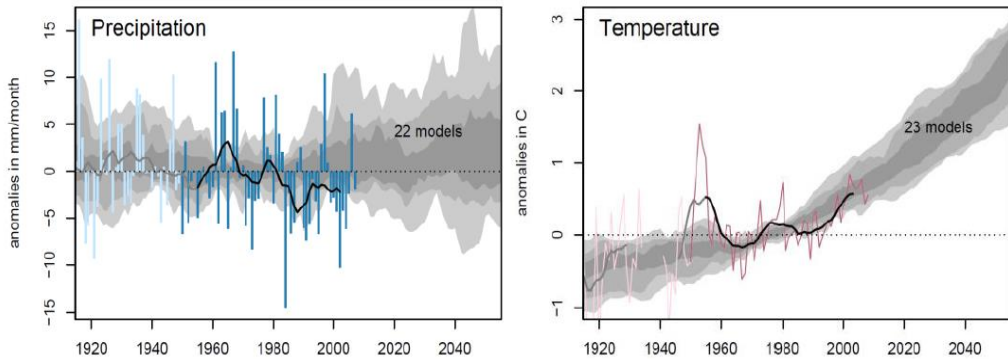 Precipitation
anomalies in mm/month
15
10
5
0
−5
−10
−15
22 models
1920 1940 1960 1980 2000 2020 2040
Temperature
anomalies in C
3
2
1
0
−1
23 models
1920 1940 1960 1980 2000 2020 2040